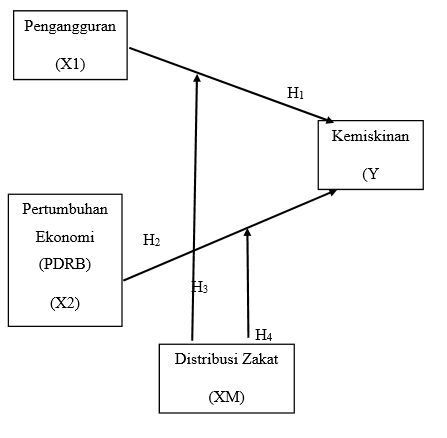 Pengangguran
(X1)
H1
Kemiskinan
(Y
Pertumbuhan
Ekonomi
(PDRB)
(X2)
H2
H3
H4
Distribusi Zakat
(XM)